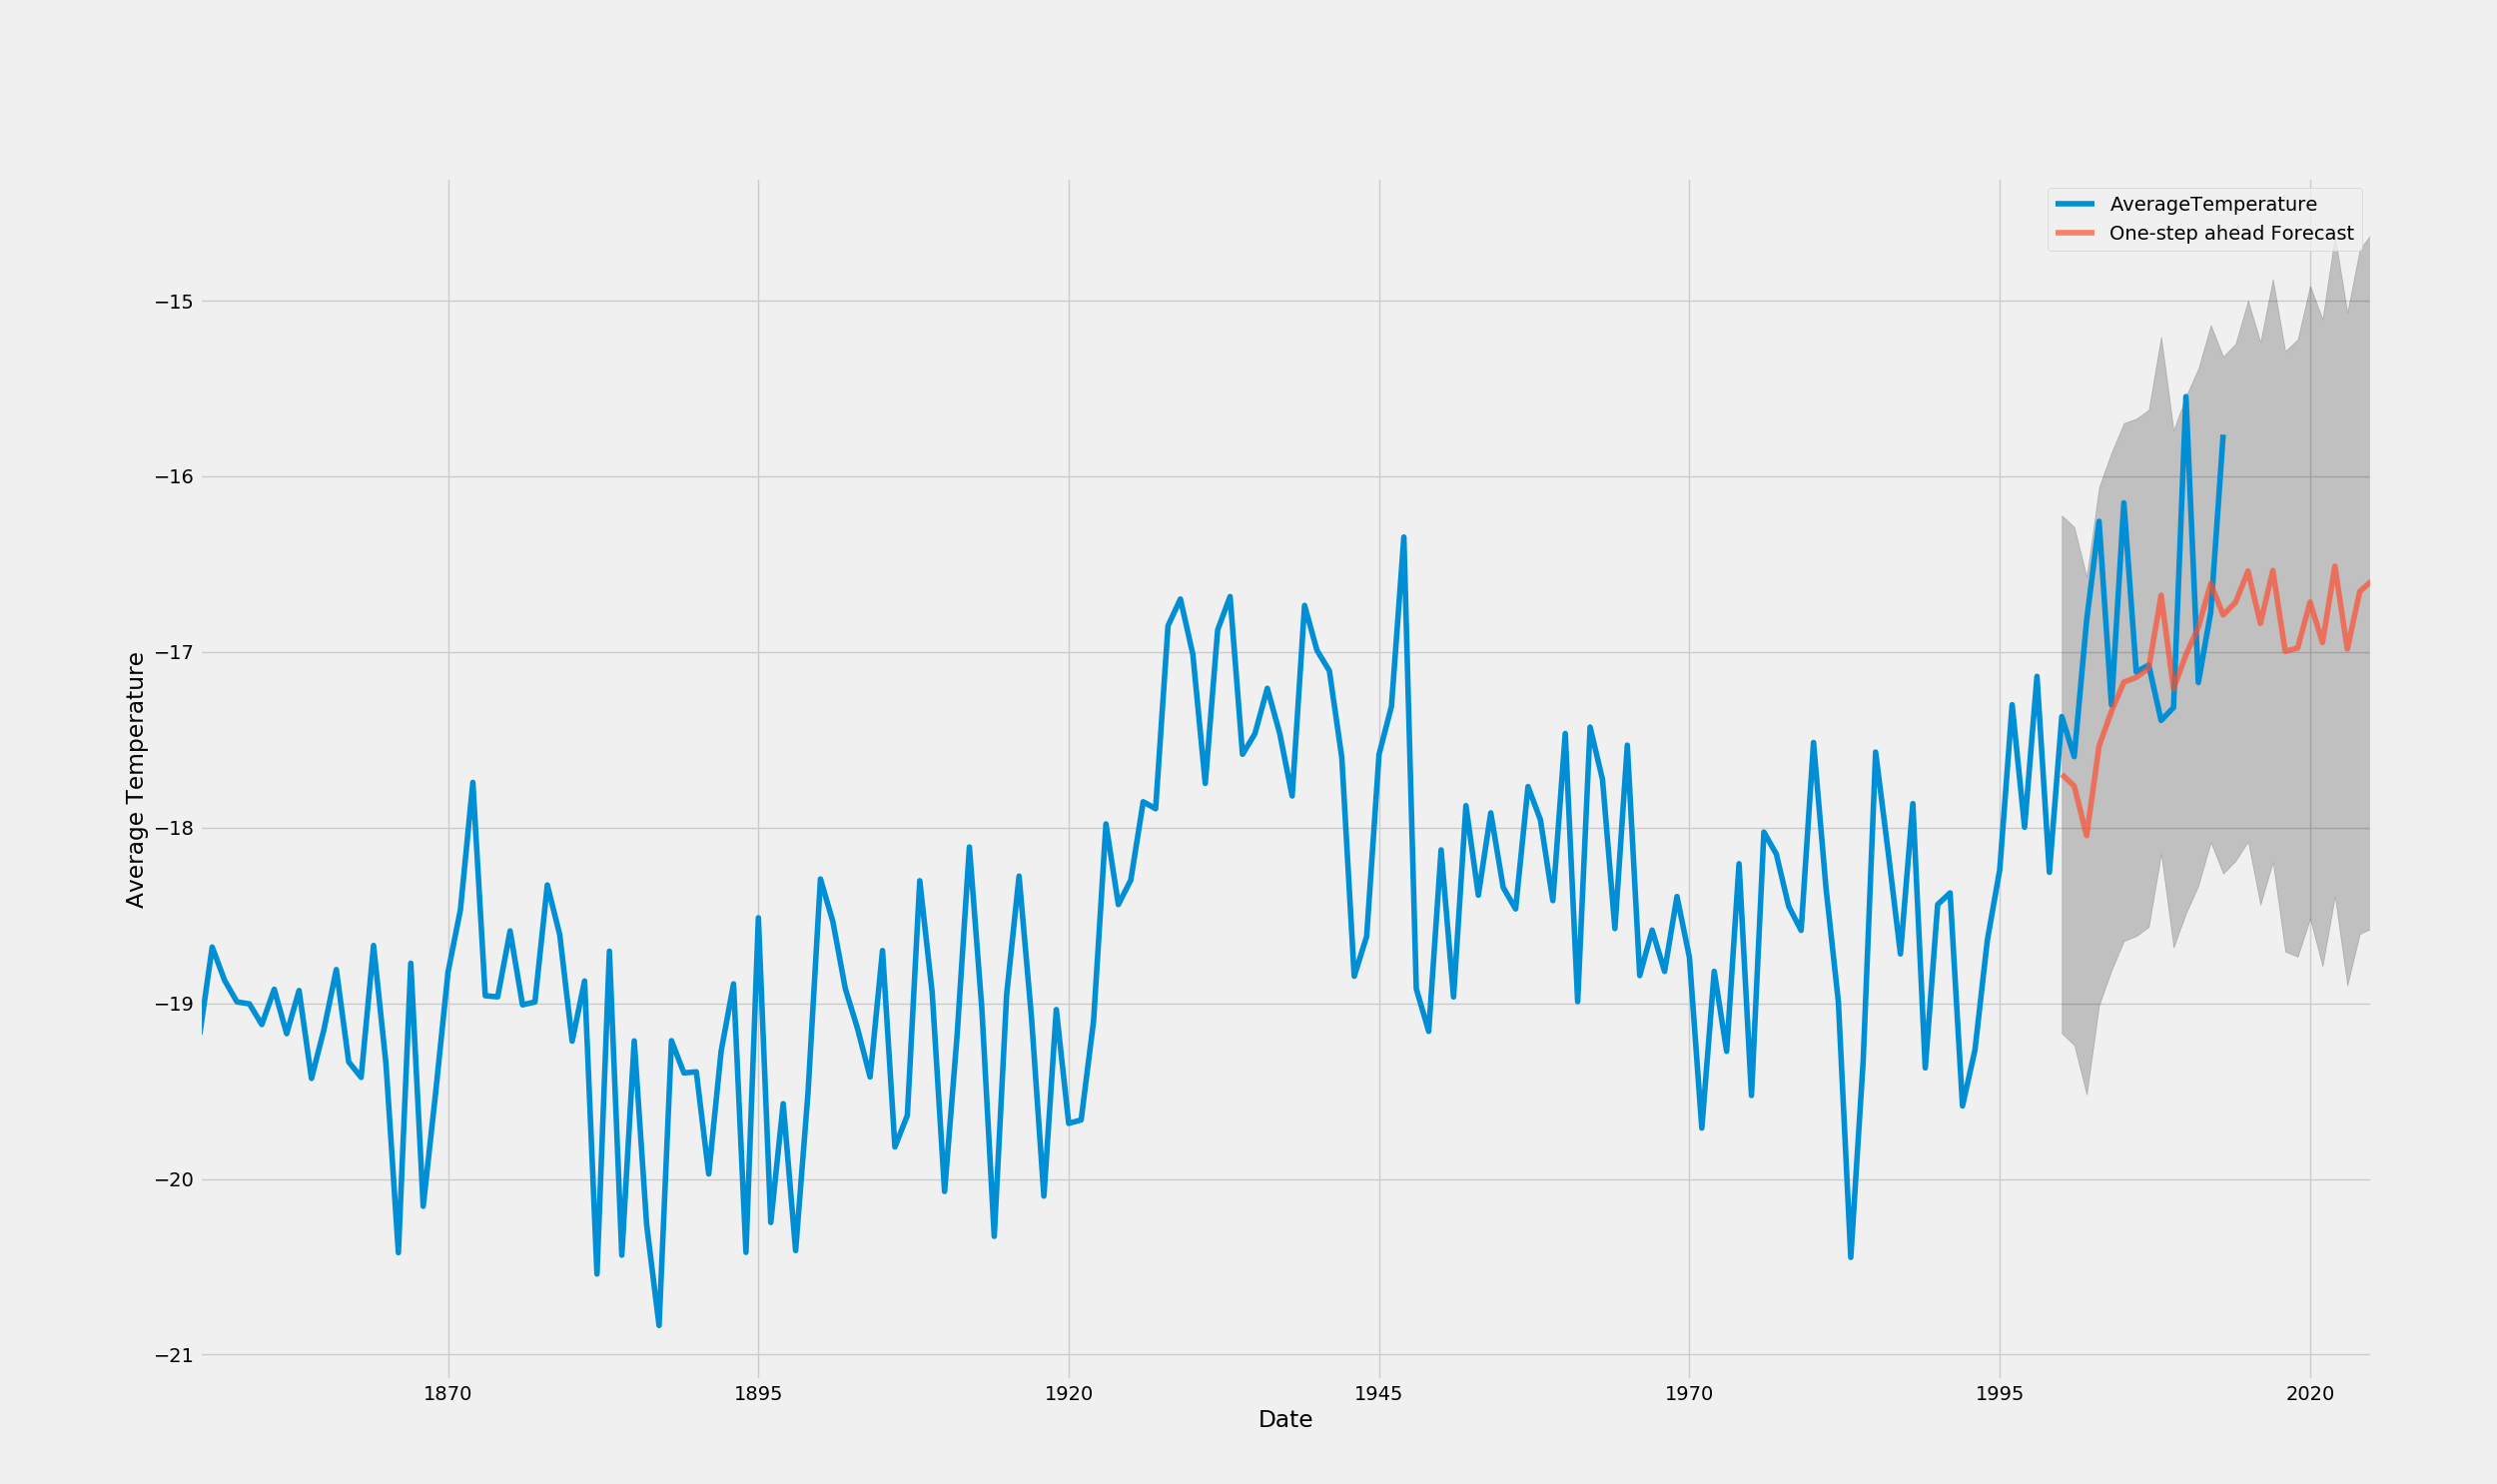 AverageTemperature
One-step ahead Forecast
−15
−16
−17
−18
−19
−20
−21
Average Temperature
1870 1895 1920 1945 1970 1995 2020
Date